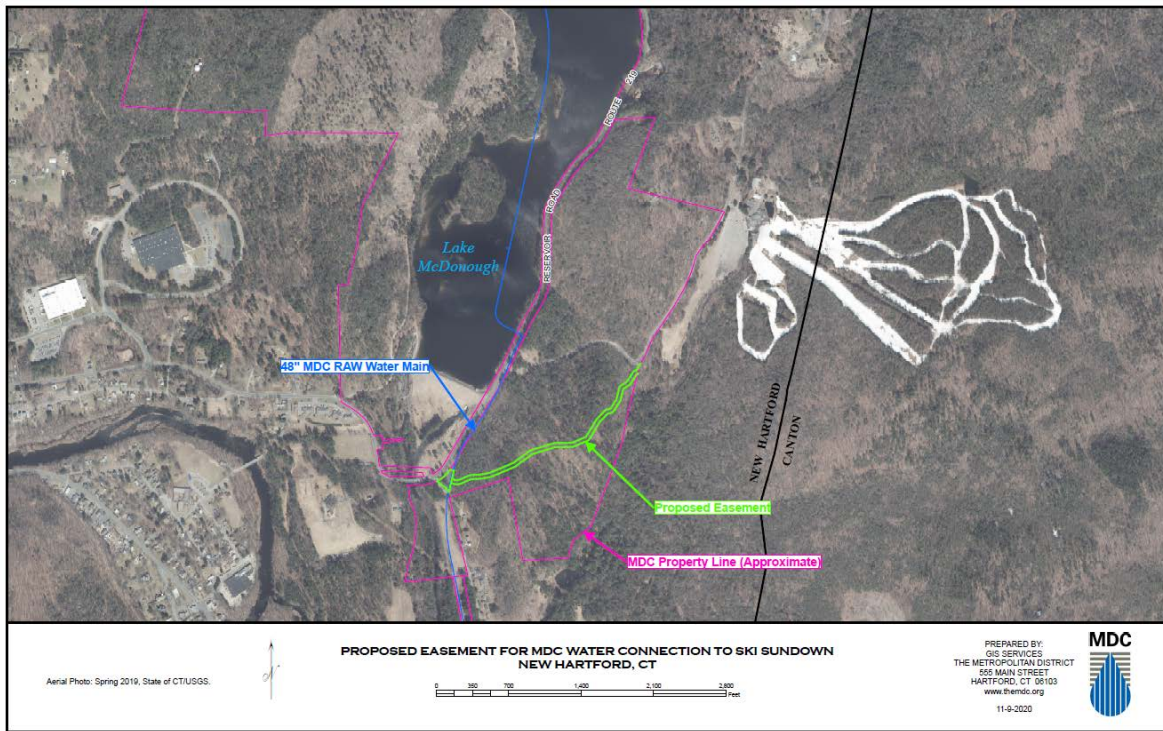 ROUTE 219
RESERVOIR ROAD
Lake
McDonough
48" MDC RAW Water Main
NEW HARTFORD
CANTON
Proposed Easement
MDC Property Line (Approximate)
Aerial Photo: Spring 2019, State of CT/USGS.
N
PROPOSED EASEMENT FOR MDC WATER CONNECTION TO SKI SUNDOWN
NEW HARTFORD, CT
0 350 700 1,400 2,100 2,800
Feet
PREPARED BY:
GIS SERVICES
THE METROPOLITAN DISTRICT
555 MAIN STREET
HARTFORD, CT 06103
www.themdc.org
11-9-2020
MDC